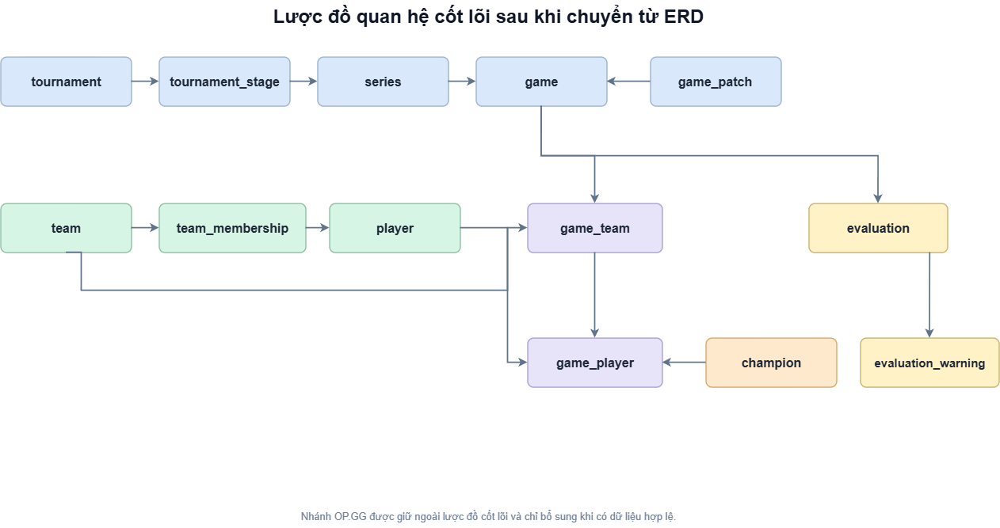 Lược đồ quan hệ cốt lõi sau khi chuyển từ ERD
tournament
tournament_stage
series
game
game_patch
team
team_membership
player
game_team
evaluation
game_player
champion
evaluation_warning
Nhánh OP.GG được giữ ngoài lược đồ cốt lõi và chỉ bổ sung khi có dữ liệu hợp lệ.